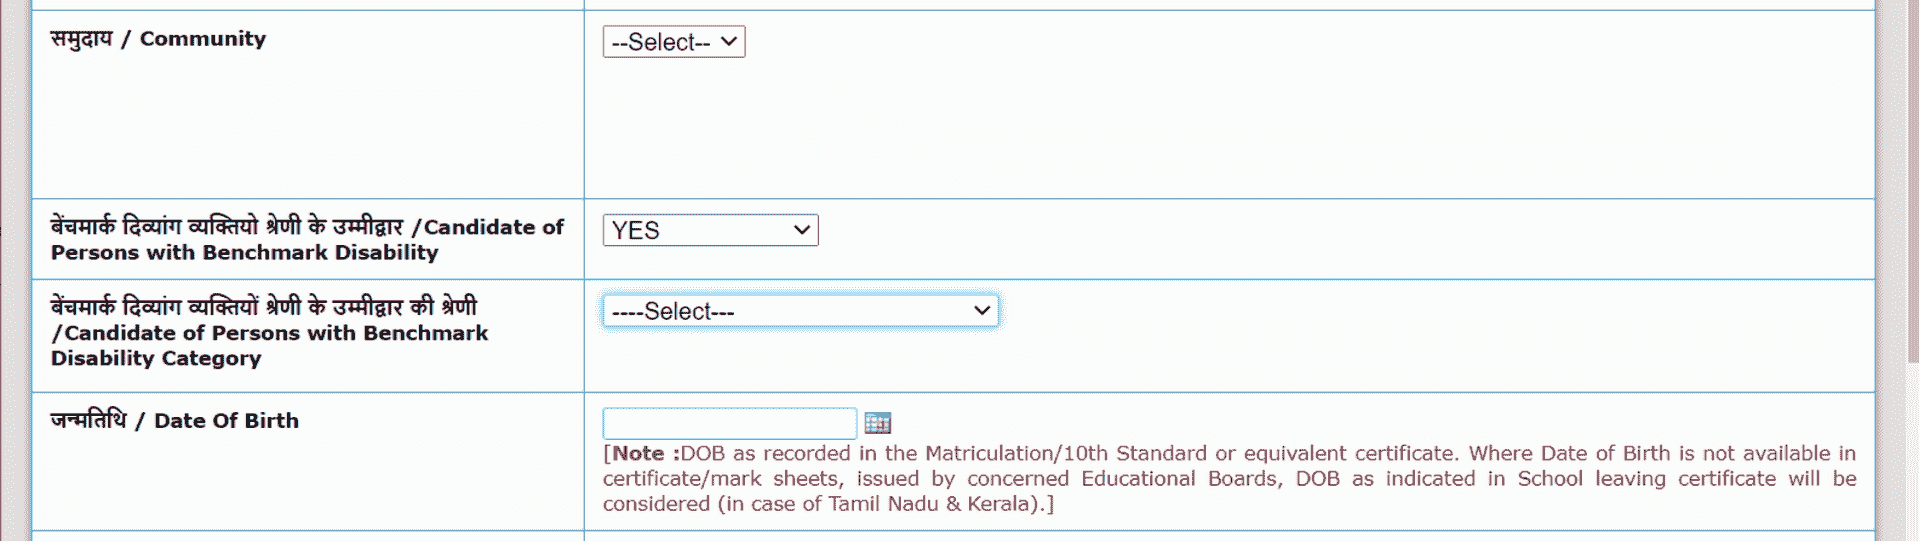 समुदाय / Community
--Select--
बेंचमार्क दिव्यांग व्यक्तियो श्रेणी के उम्मीद्वार /Candidate of
Persons with Benchmark Disability
YES
बेंचमार्क दिव्यांग व्यक्तियों श्रेणी के उम्मीद्वार की श्रेणी
/Candidate of Persons with Benchmark
Disability Category
----Select---
जन्मतिथि / Date Of Birth
[Note :DOB as recorded in the Matriculation/10th Standard or equivalent certificate. Where Date of Birth is not available in
certificate/mark sheets, issued by concerned Educational Boards, DOB as indicated in School leaving certificate will be
considered (in case of Tamil Nadu & Kerala).]